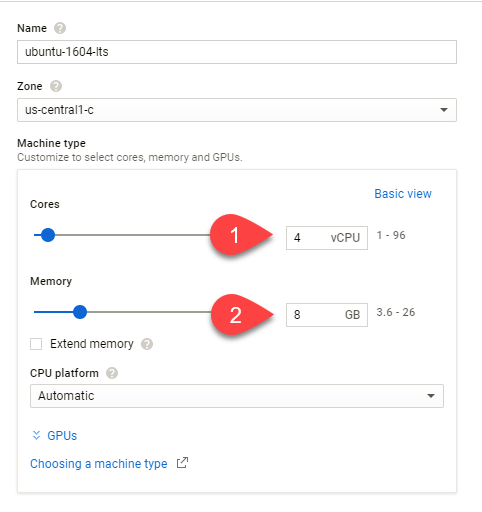 Name ?
ubuntu-1604-lts
Zone ?
us-central1-c
Machine type
Customize to select cores, memory and GPUs.
Basic view
Cores
1
4 vCPU 1 - 96
Memory
2
8 GB 3.6 - 26
Extend memory ?
CPU platform ?
Automatic
GPUs
Choosing a machine type